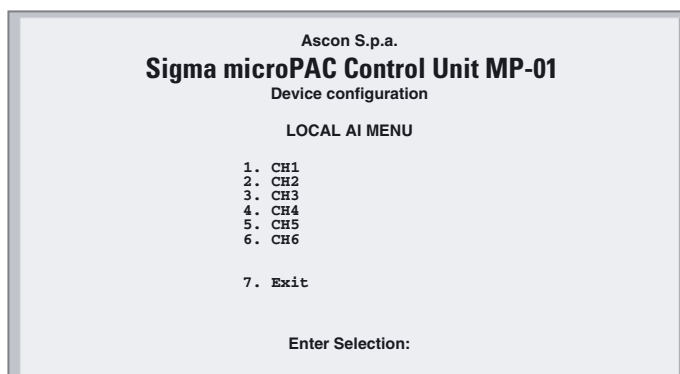 Ascon S.p.a.
Sigma microPAC Control Unit MP-01
Device configuration
LOCAL AI MENU
1. CH1
2. CH2
3. CH3
4. CH4
5. CH5
6. CH6
7. Exit
Enter Selection: